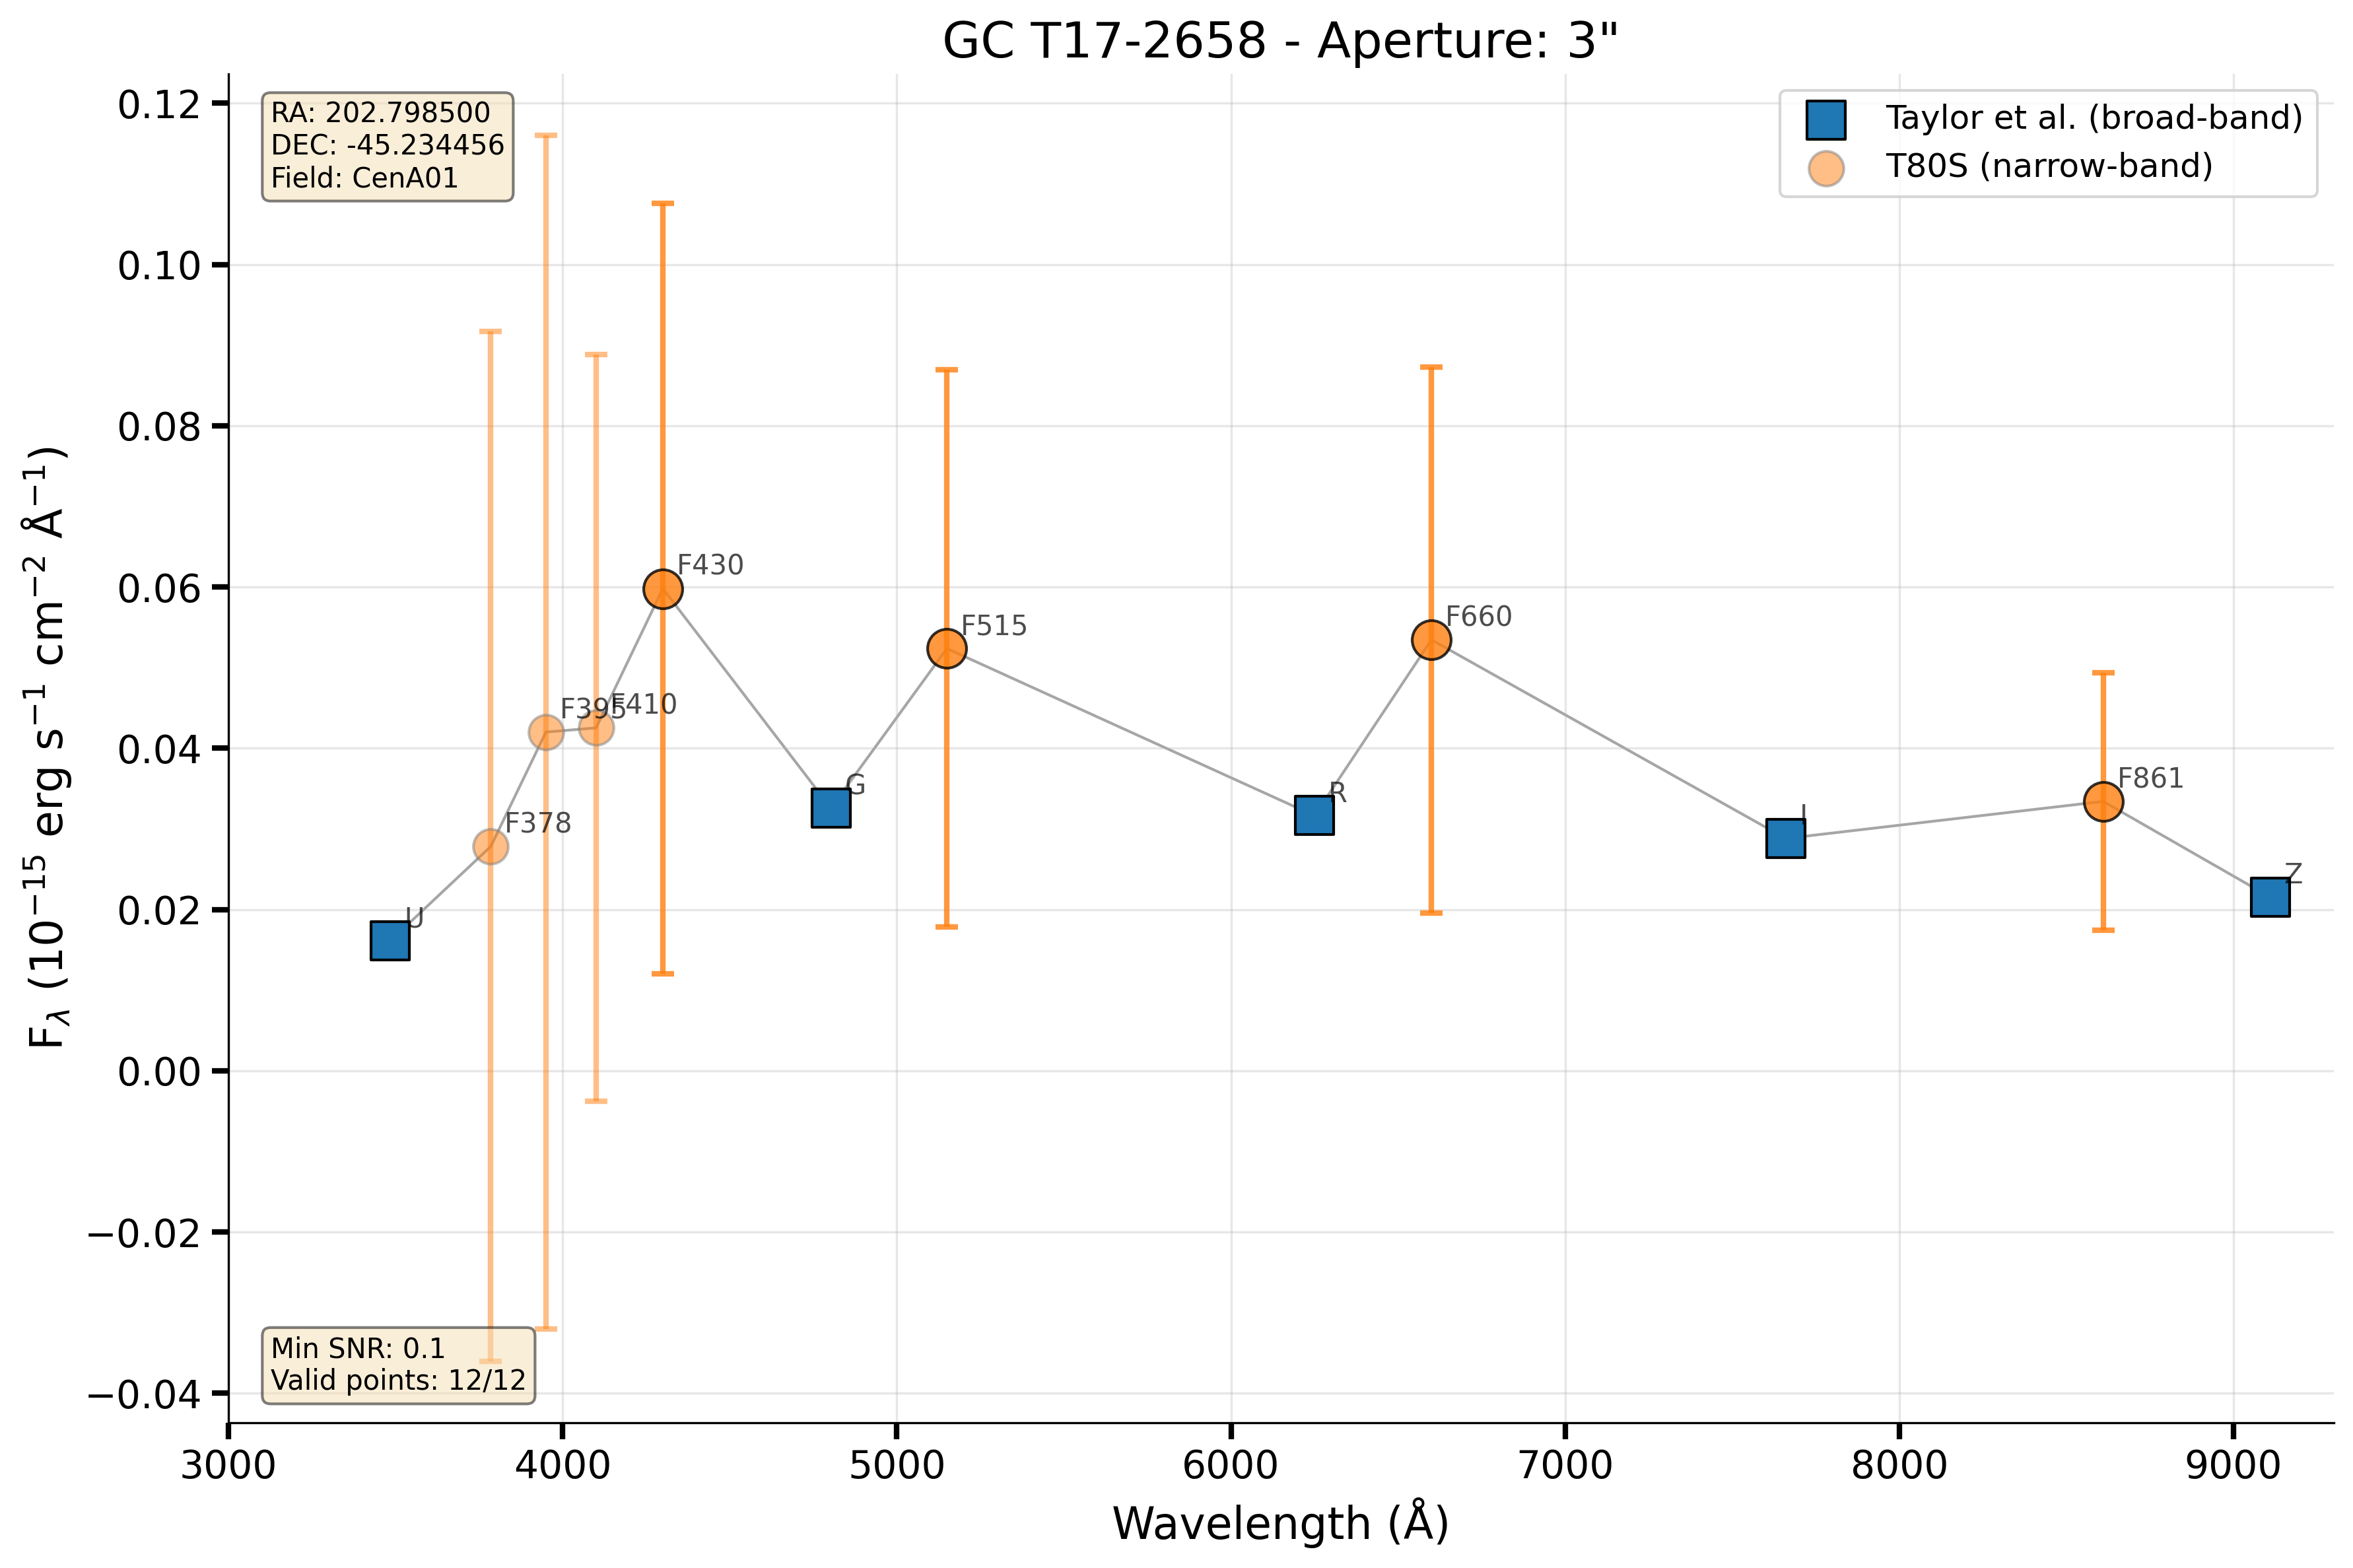 GC T17-2658 - Aperture: 3"
RA: 202.798500
DEC: -45.234456
Field: CenA01
Taylor et al. (broad-band)
T80S (narrow-band)
0.12
0.10
0.08
0.06
0.04
0.02
0.00
−0.02
−0.04
F_λ (10⁻¹⁵ erg s⁻¹ cm⁻² Å⁻¹)
U
F378
F395
F410
F430
G
F515
R
F660
I
F861
Z
Min SNR: 0.1
Valid points: 12/12
3000 4000 5000 6000 7000 8000 9000
Wavelength (Å)